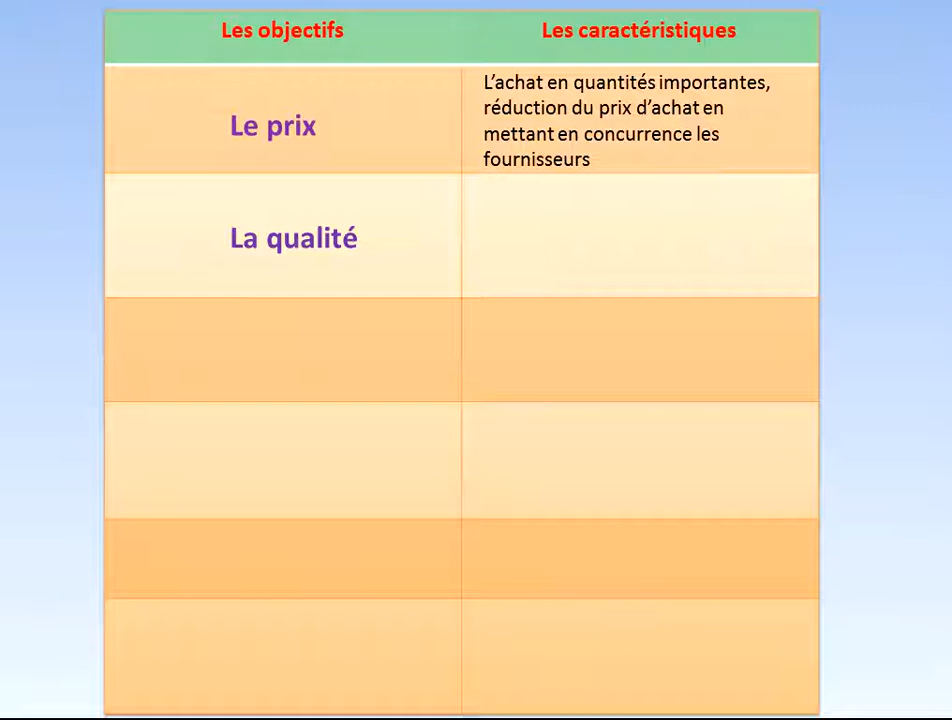 Les objectifs
Les caractéristiques
Le prix
L'achat en quantités importantes,
réduction du prix d'achat en
mettant en concurrence les
fournisseurs
La qualité